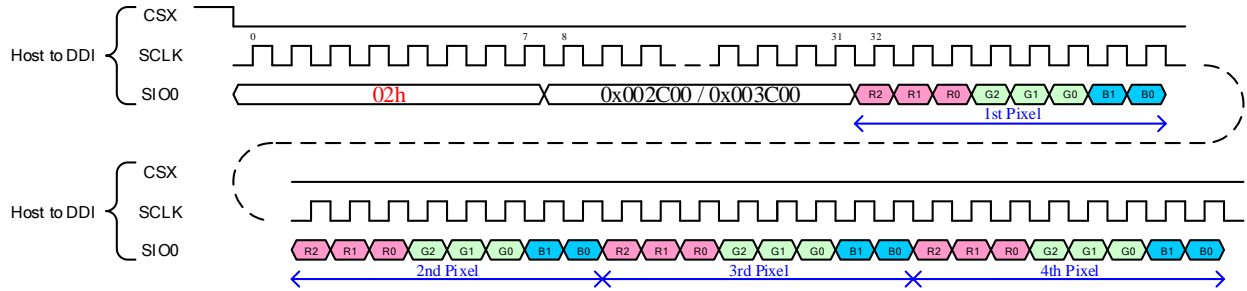 CSX
0 7 8 31 32
Host to DDI SCLK
SIO0 02h 0x002C00 / 0x003C00 R2 R1 R0 G2 G1 G0 B1 B0
1st Pixel
CSX
Host to DDI SCLK
SIO0 R2 R1 R0 G2 G1 G0 B1 B0 R2 R1 R0 G2 G1 G0 B1 B0 R2 R1 R0 G2 G1 G0 B1 B0
2nd Pixel 3rd Pixel 4th Pixel